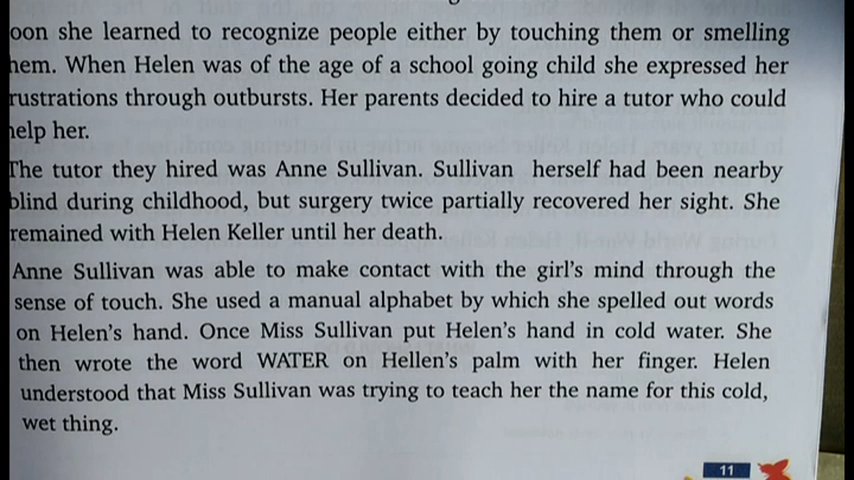 oon she learned to recognize people either by touching them or smelling
hem. When Helen was of the age of a school going child she expressed her
rustrations through outbursts. Her parents decided to hire a tutor who could
help her.
The tutor they hired was Anne Sullivan. Sullivan herself had been nearby
blind during childhood, but surgery twice partially recovered her sight. She
remained with Helen Keller until her death.
Anne Sullivan was able to make contact with the girl's mind through the
sense of touch. She used a manual alphabet by which she spelled out words
on Helen's hand. Once Miss Sullivan put Helen's hand in cold water. She
then wrote the word WATER on Hellen's palm with her finger. Helen
understood that Miss Sullivan was trying to teach her the name for this cold,
wet thing.
11